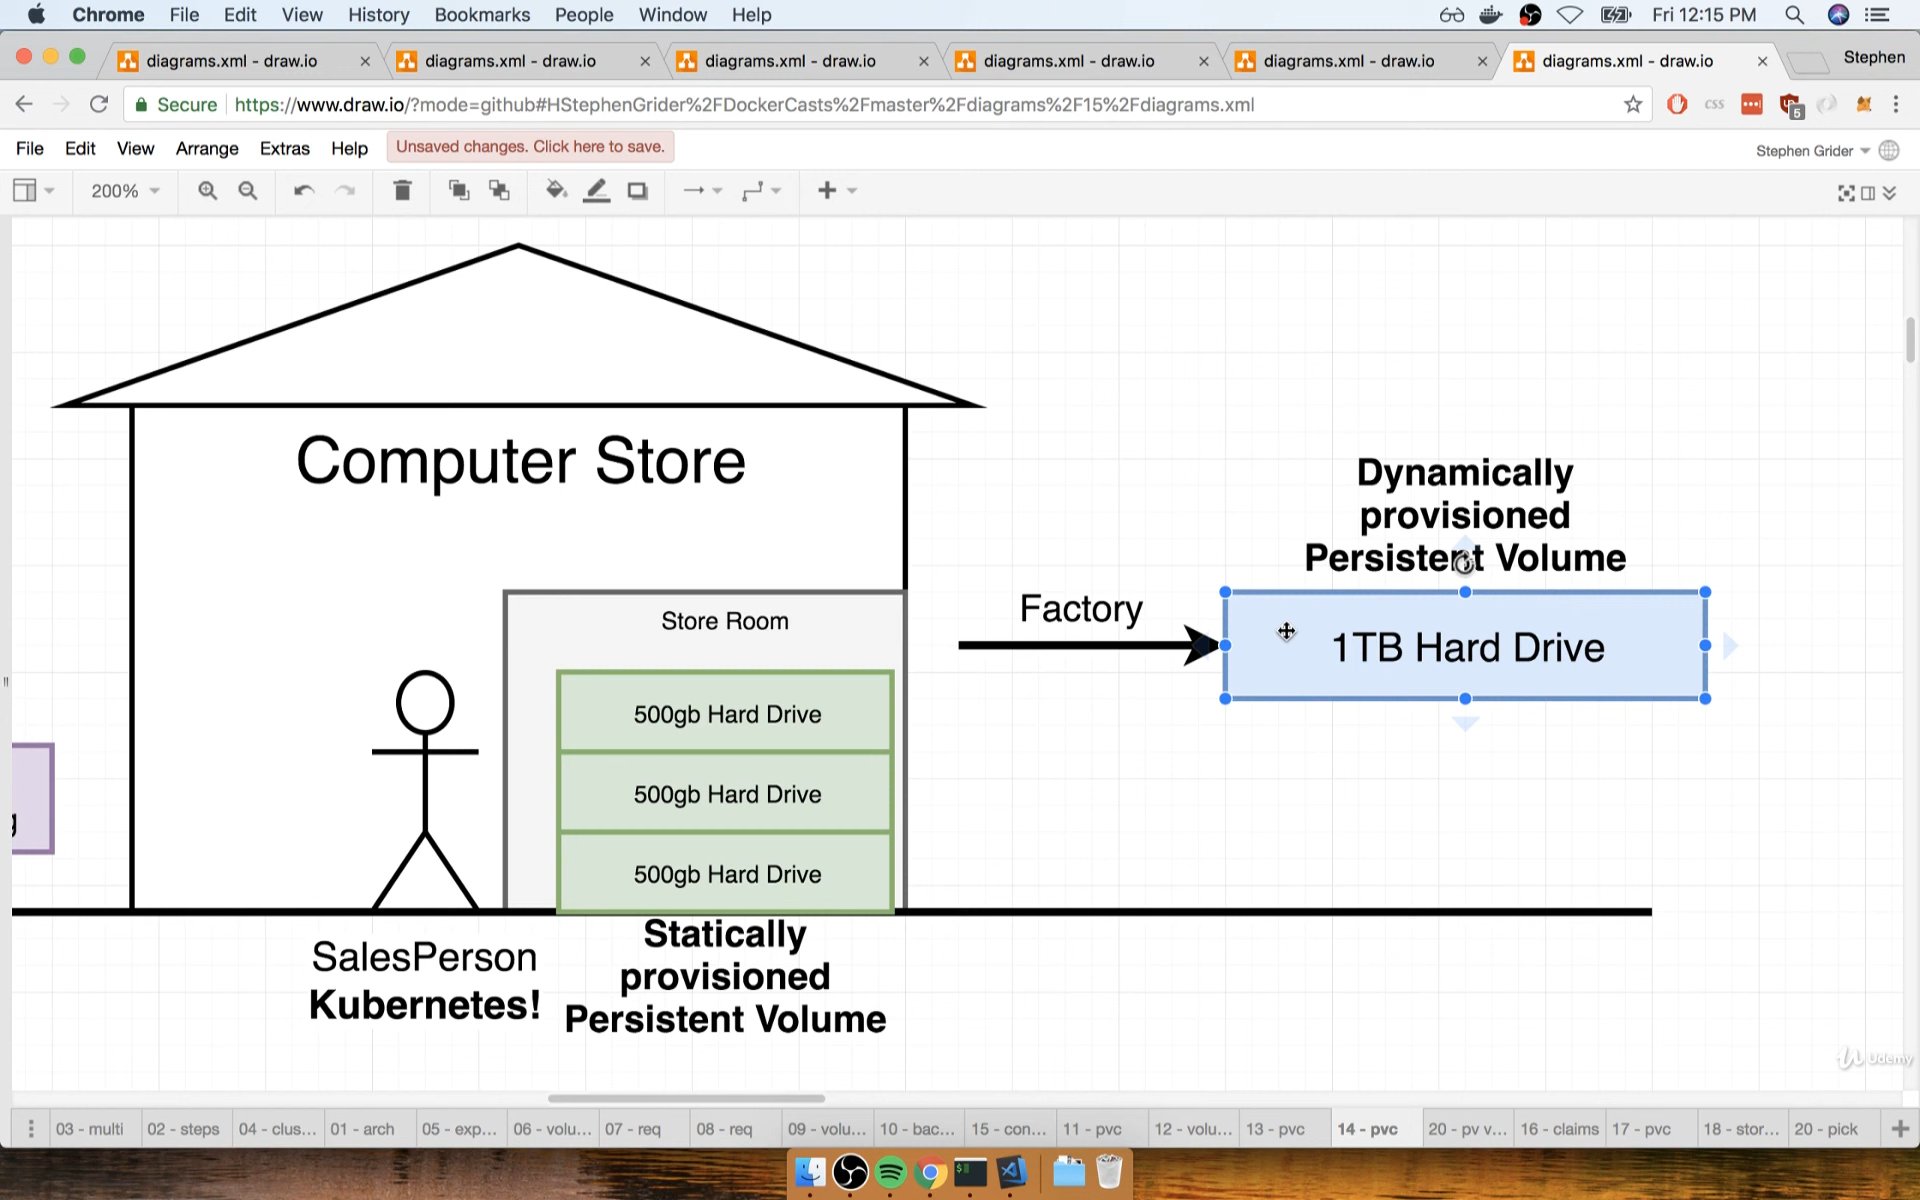 Chrome File Edit View History Bookmarks People Window Help Fri 12:15 PM
diagrams.xml - draw.io diagrams.xml - draw.io diagrams.xml - draw.io diagrams.xml - draw.io diagrams.xml - draw.io diagrams.xml - draw.io Stephen
Secure https://www.draw.io/?mode=github#HStephenGrider%2FDockerCasts%2Fmaster%2Fdiagrams%2F15%2Fdiagrams.xml css 5
File Edit View Arrange Extras Help Unsaved changes. Click here to save. Stephen Grider
200%
Computer Store
Dynamically
provisioned
Persistent Volume
Factory
Store Room
1TB Hard Drive
500gb Hard Drive
500gb Hard Drive
g
500gb Hard Drive
SalesPerson
Kubernetes!
Statically
provisioned
Persistent Volume
Udemy
03 - multi 02 - steps 04 - clus... 01 - arch 05 - exp... 06 - volu... 07 - req 08 - req 09 - volu... 10 - bac... 15 - con... 11 - pvc 12 - volu... 13 - pvc 14 - pvc 20 - pv v... 16 - claims 17 - pvc 18 - stor... 20 - pick